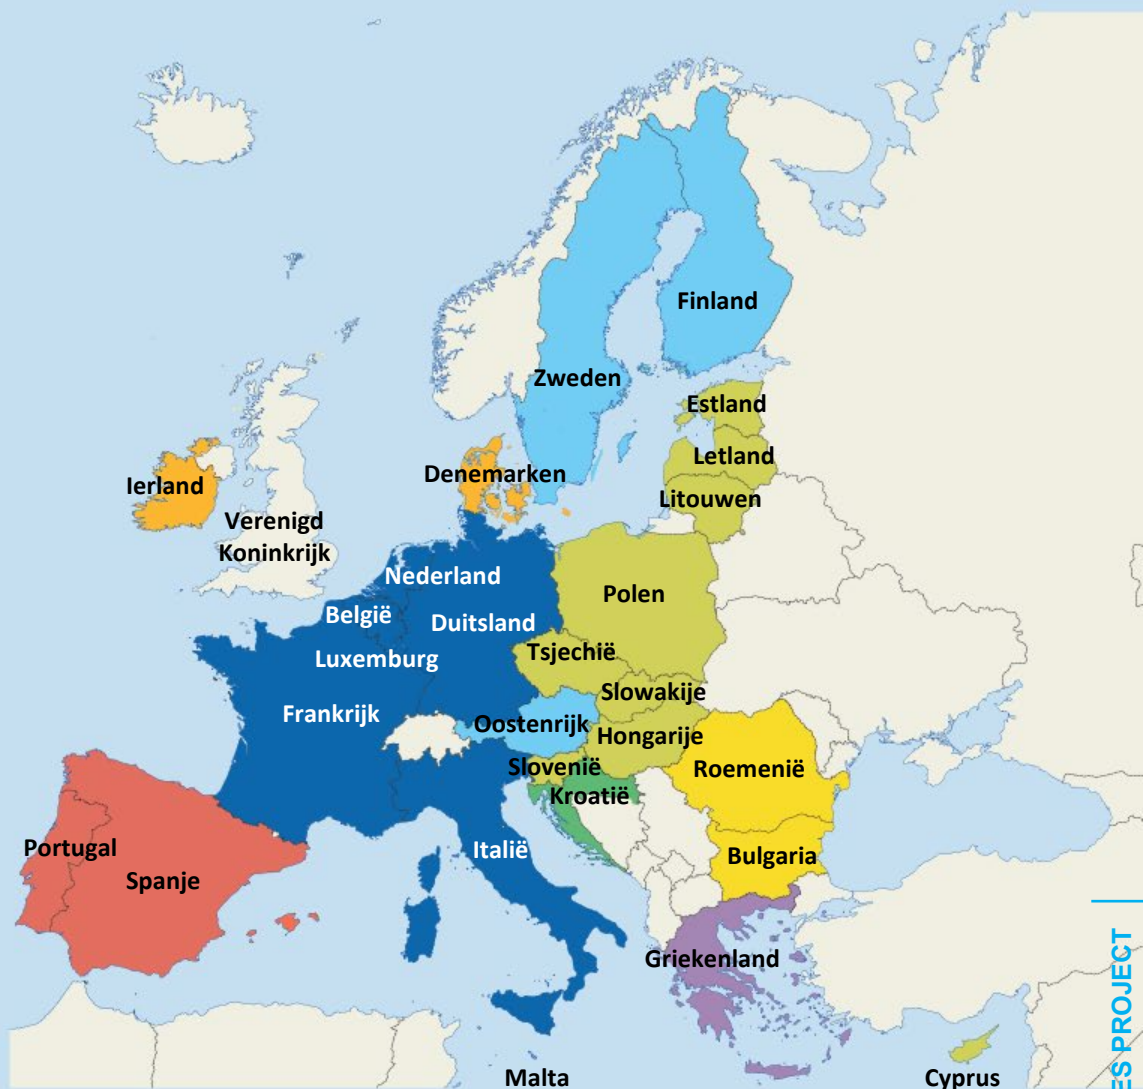 Finland
Zweden
Estland
Letland
Denemarken
Ierland
Litouwen
Verenigd
Koninkrijk
Nederland
Polen
België
Duitsland
Tsjechië
Luxemburg
Slowakije
Frankrijk
Oostenrijk
Hongarije
Slovenië
Roemenië
Kroatië
Portugal
Italië
Bulgaria
Spanje
Griekenland
Malta
Cyprus
ES PROJECT